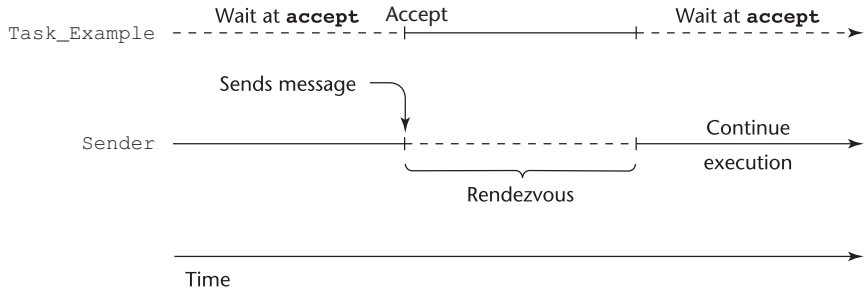 Wait at accept Accept Wait at accept
Task_Example
Sends message
Sender
Continue
execution
Rendezvous
Time